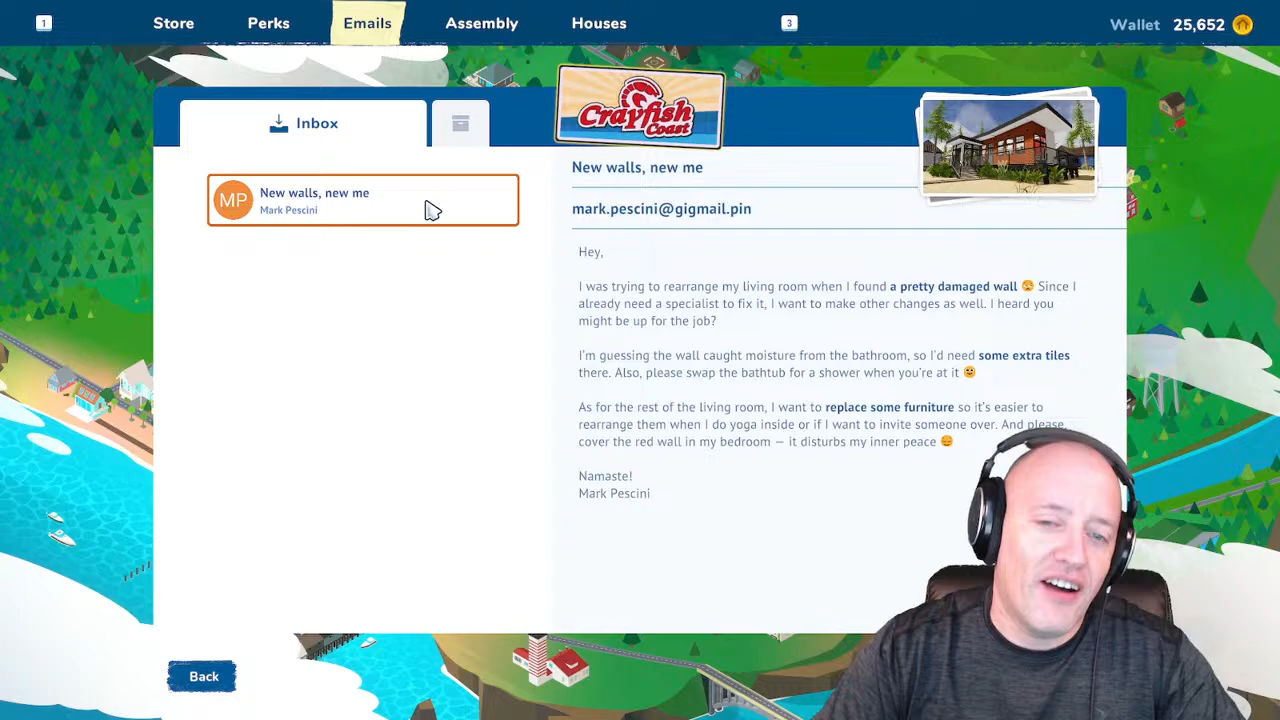 1
Store
Perks
Emails
Assembly
Houses
3
Wallet 25,652
Inbox
Crayfish
Coast
MP
New walls, new me
Mark Pescini
New walls, new me
mark.pescini@gigmail.pin
Hey,
I was trying to rearrange my living room when I found a pretty damaged wall 😪 Since I
already need a specialist to fix it, I want to make other changes as well. I heard you
might be up for the job?
I'm guessing the wall caught moisture from the bathroom, so I'd need some extra tiles
there. Also, please swap the bathtub for a shower when you're at it 😀
As for the rest of the living room, I want to replace some furniture so it's easier to
rearrange them when I do yoga inside or if I want to invite someone over. And please,
cover the red wall in my bedroom — it disturbs my inner peace 😌
Namaste!
Mark Pescini
Back